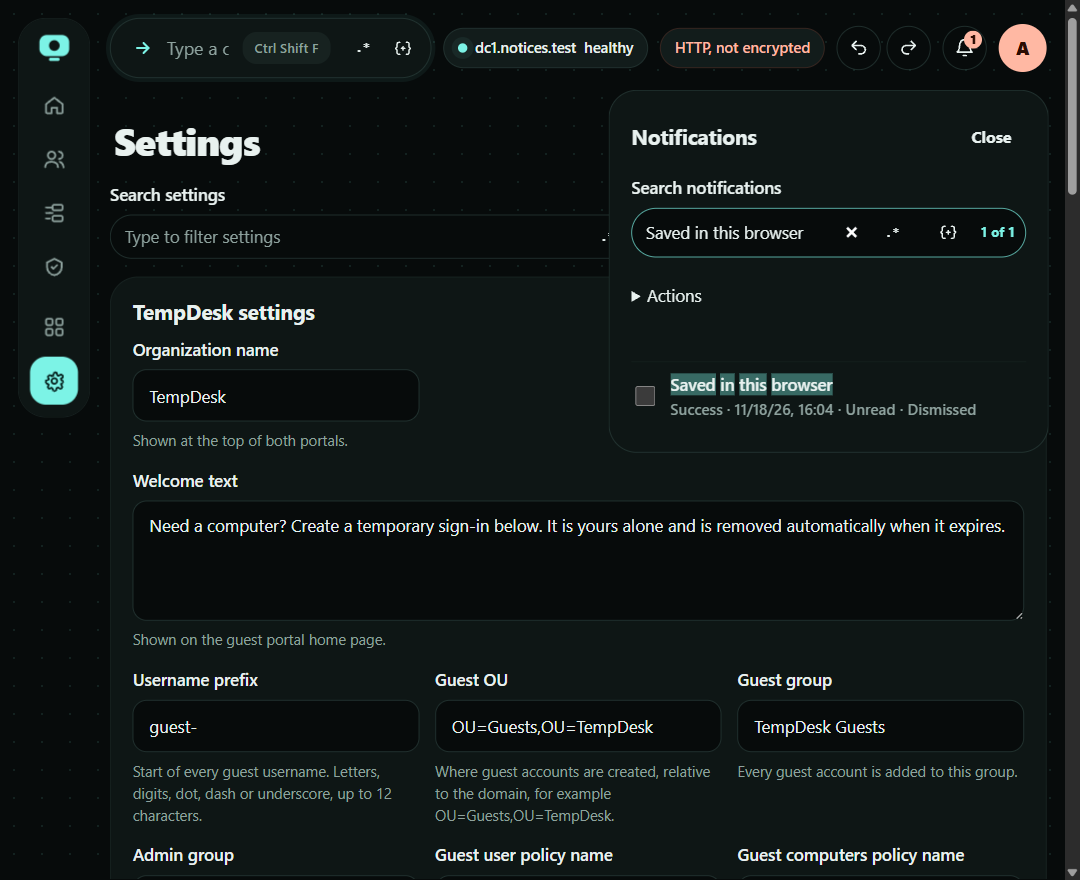 Type a c
Ctrl Shift F
.*
{+}
dc1.notices.test healthy
HTTP, not encrypted
1
A
Settings
Search settings
Type to filter settings
Notifications
Close
Search notifications
Saved in this browser
.*
{+}
1 of 1
Actions
Saved in this browser
Success · 11/18/26, 16:04 · Unread · Dismissed
TempDesk settings
Organization name
TempDesk
Shown at the top of both portals.
Welcome text
Need a computer? Create a temporary sign-in below. It is yours alone and is removed automatically when it expires.
Shown on the guest portal home page.
Username prefix
Guest OU
Guest group
guest-
OU=Guests,OU=TempDesk
TempDesk Guests
Start of every guest username. Letters,
digits, dot, dash or underscore, up to 12
characters.
Where guest accounts are created, relative
to the domain, for example
OU=Guests,OU=TempDesk.
Every guest account is added to this group.
Admin group
Guest user policy name
Guest computers policy name